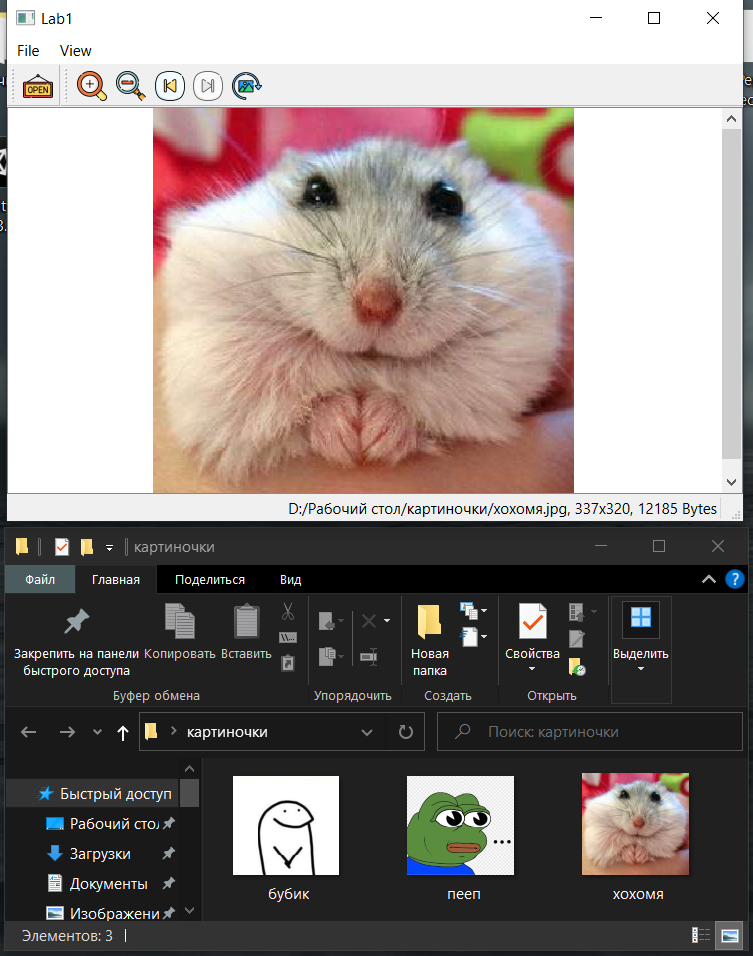 Lab1
File View
OPEN
D:/Рабочий стол/картиночки/хохомя.jpg, 337x320, 12185 Bytes
картиночки
Файл Главная Поделиться Вид
Закрепить на панели
быстрого доступа
Копировать
Вставить
Новая
папка
Свойства
Выделить
Буфер обмена
Упорядочить
Создать
Открыть
картиночки
Поиск: картиночки
Быстрый доступ
Рабочий стол
Загрузки
Документы
Изображени
бубик
пееп
хохомя
Элементов: 3